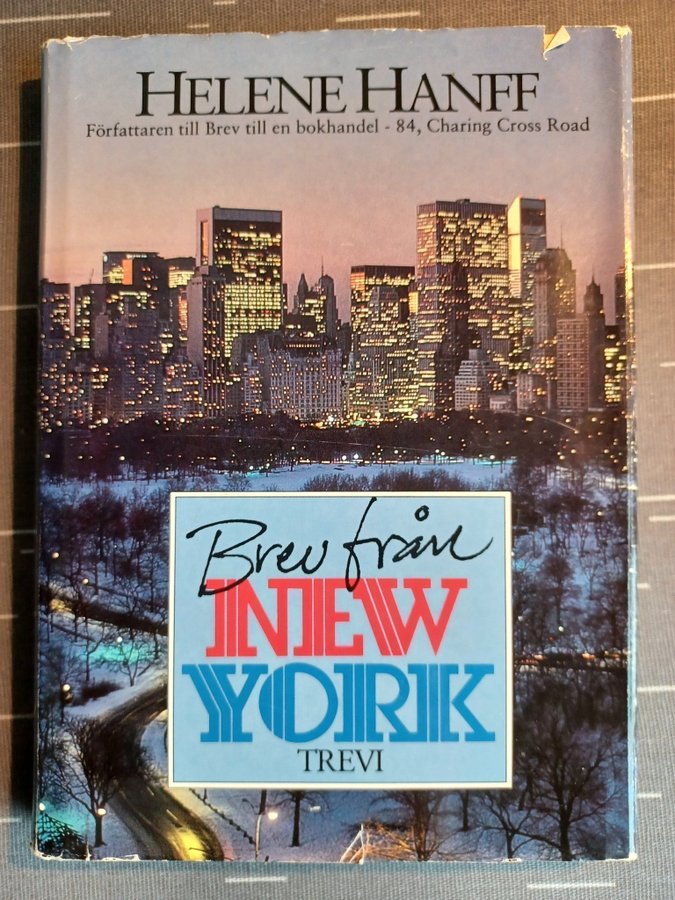 HELENE HANFF
Författaren till Brev till en bokhandel - 84, Charing Cross Road
Brev från
NEW
YORK
TREVI